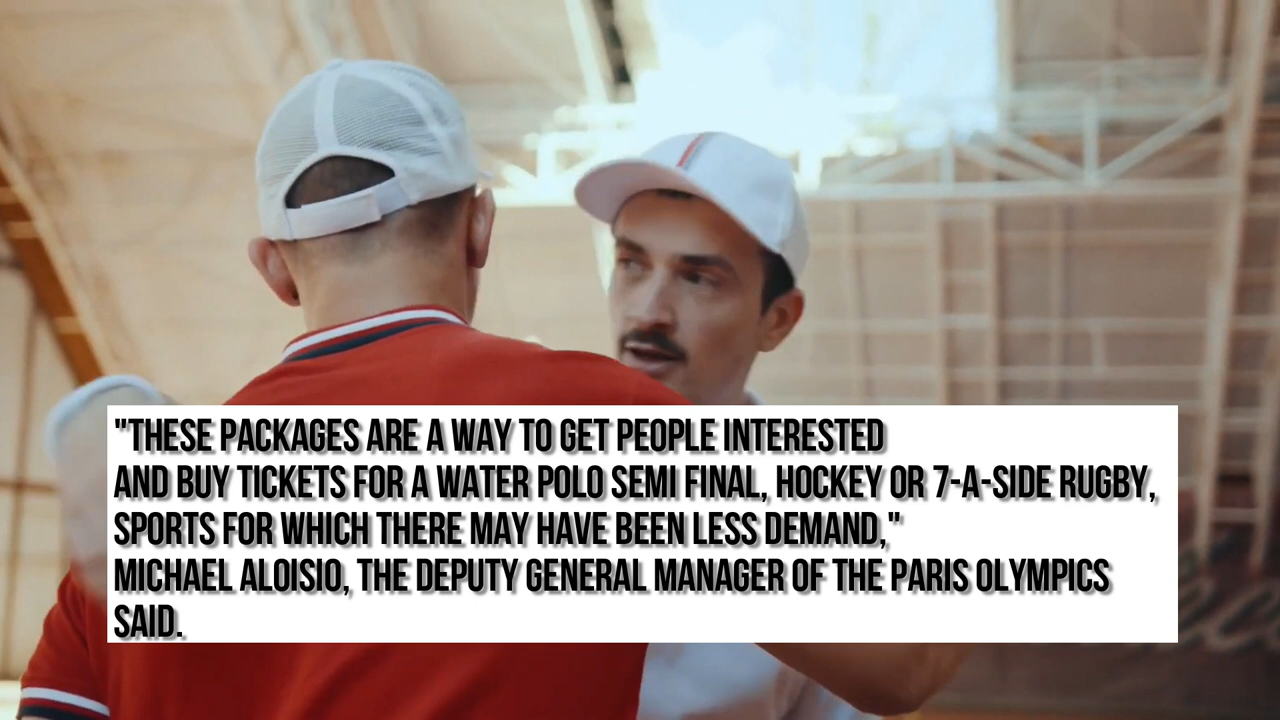 "THESE PACKAGES ARE A WAY TO GET PEOPLE INTERESTED
AND BUY TICKETS FOR A WATER POLO SEMI FINAL, HOCKEY OR 7-A-SIDE RUGBY,
SPORTS FOR WHICH THERE MAY HAVE BEEN LESS DEMAND,"
MICHAEL ALOISIO, THE DEPUTY GENERAL MANAGER OF THE PARIS OLYMPICS
SAID.